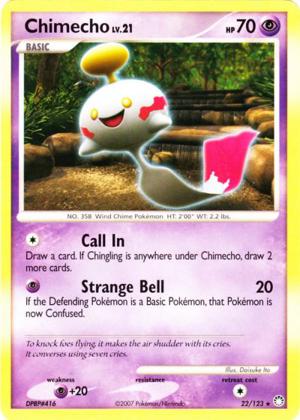 Chimecho LV.21 HP 70
BASIC
NO. 358 Wind Chime Pokémon HT: 2'00" WT: 2.2 lbs.
Call In
Draw a card. If Chingling is anywhere under Chimecho, draw 2
more cards.
Strange Bell 20
If the Defending Pokémon is a Basic Pokémon, that Pokémon is
now Confused.
To knock foes flying, it makes the air shudder with its cries.
It converses using seven cries.
weakness resistance retreat cost
+20
Illus. Daisuke Ito
DPBP#416 ©2007 Pokémon/Nintendo 22/123 ★